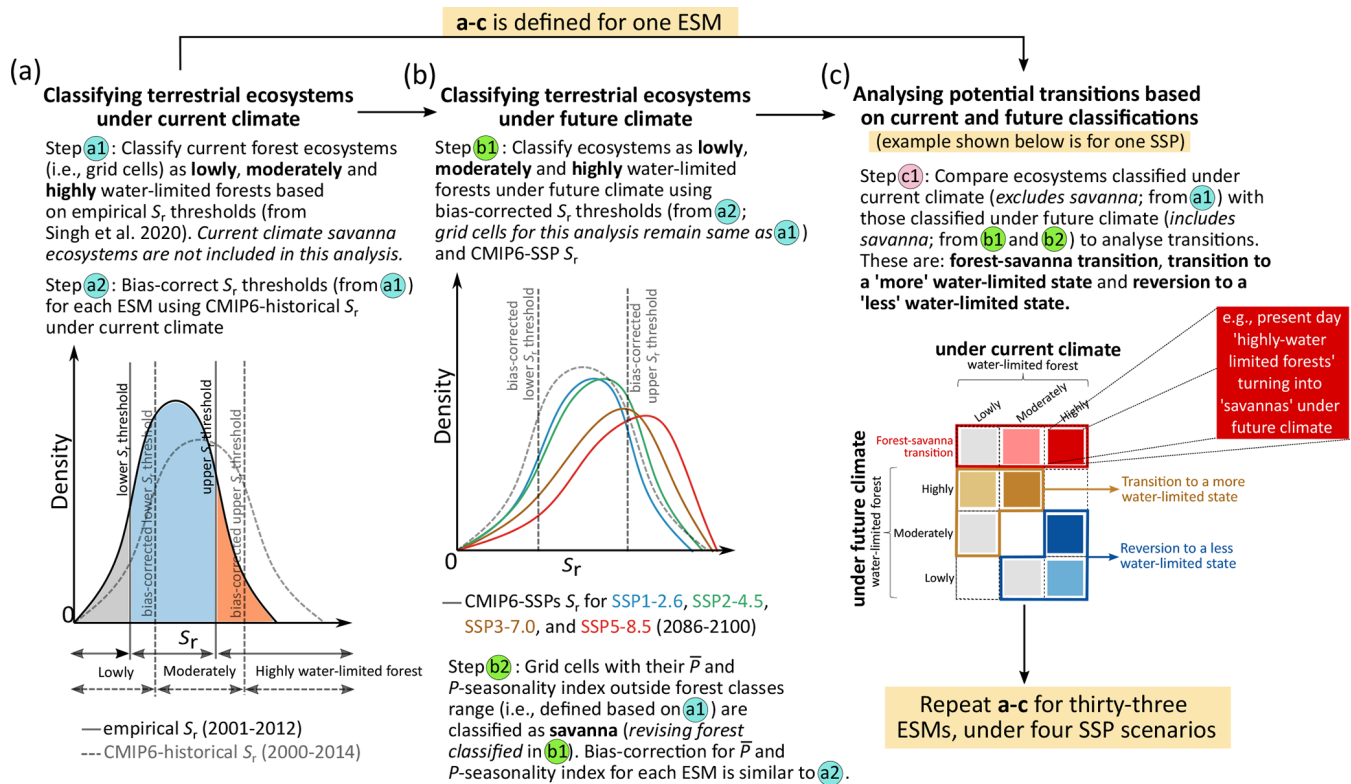 a-c is defined for one ESM
(a)
Classifying terrestrial ecosystems
under current climate
Step a1 : Classify current forest ecosystems
(i.e., grid cells) as lowly, moderately and
highly water-limited forests based
on empirical Sr thresholds (from
Singh et al. 2020). Current climate savanna
ecosystems are not included in this analysis.
Step a2 : Bias-correct Sr thresholds (from a1 )
for each ESM using CMIP6-historical Sr
under current climate
Density
lower Sr threshold
bias-corrected lower Sr threshold
upper Sr threshold
bias-corrected upper Sr threshold
0
Sr
Lowly
Moderately
Highly water-limited forest
empirical Sr (2001-2012)
CMIP6-historical Sr (2000-2014)
(b)
Classifying terrestrial ecosystems
under future climate
Step b1 : Classify ecosystems as lowly,
moderately and highly water-limited
forests under future climate using
bias-corrected Sr thresholds (from a2 ;
grid cells for this analysis remain same as a1 )
and CMIP6-SSP Sr
Density
bias-corrected
lower Sr threshold
bias-corrected
upper Sr threshold
0
Sr
CMIP6-SSPs Sr for SSP1-2.6, SSP2-4.5,
SSP3-7.0, and SSP5-8.5 (2086-2100)
Step b2 : Grid cells with their P̅ and
P-seasonality index outside forest classes
range (i.e., defined based on a1 ) are
classified as savanna (revising forest
classified in b1 ). Bias-correction for P̅ and
P-seasonality index for each ESM is similar to a2 .
(c)
Analysing potential transitions based
on current and future classifications
(example shown below is for one SSP)
Step c1 : Compare ecosystems classified under
current climate (excludes savanna; from a1 ) with
those classified under future climate (includes
savanna; from b1 and b2 ) to analyse transitions.
These are: forest-savanna transition, transition to
a 'more' water-limited state and reversion to a
'less' water-limited state.
e.g., present day
'highly-water
limited forests'
turning into
'savannas' under
future climate
under current climate
water-limited forest
Lowly
Moderately
Highly
under future climate
water-limited forest
Forest-savanna
transition
Highly
Moderately
Lowly
Transition to a more
water-limited state
Reversion to a less
water-limited state
Repeat a-c for thirty-three
ESMs, under four SSP scenarios